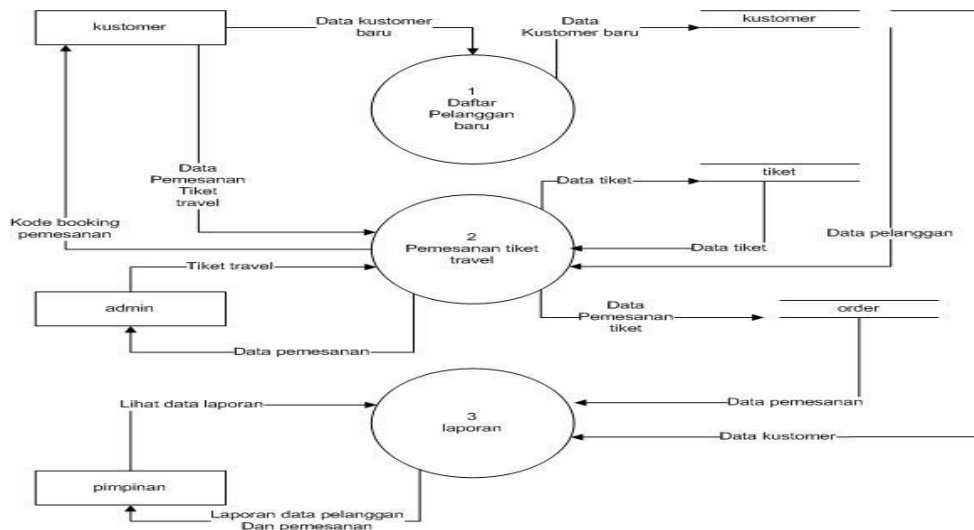 kustomer
Data kustomer
baru
Data
Kustomer baru
kustomer
1
Daftar
Pelanggan
baru
Data
Pemesanan
Tiket
travel
Kode booking
pemesanan
Data tiket
tiket
2
Pemesanan tiket
travel
Data tiket
Data pelanggan
Tiket travel
admin
Data
Pemesanan
tiket
order
Data pemesanan
Lihat data laporan
3
laporan
Data pemesanan
Data kustomer
pimpinan
Laporan data pelanggan
Dan pemesanan